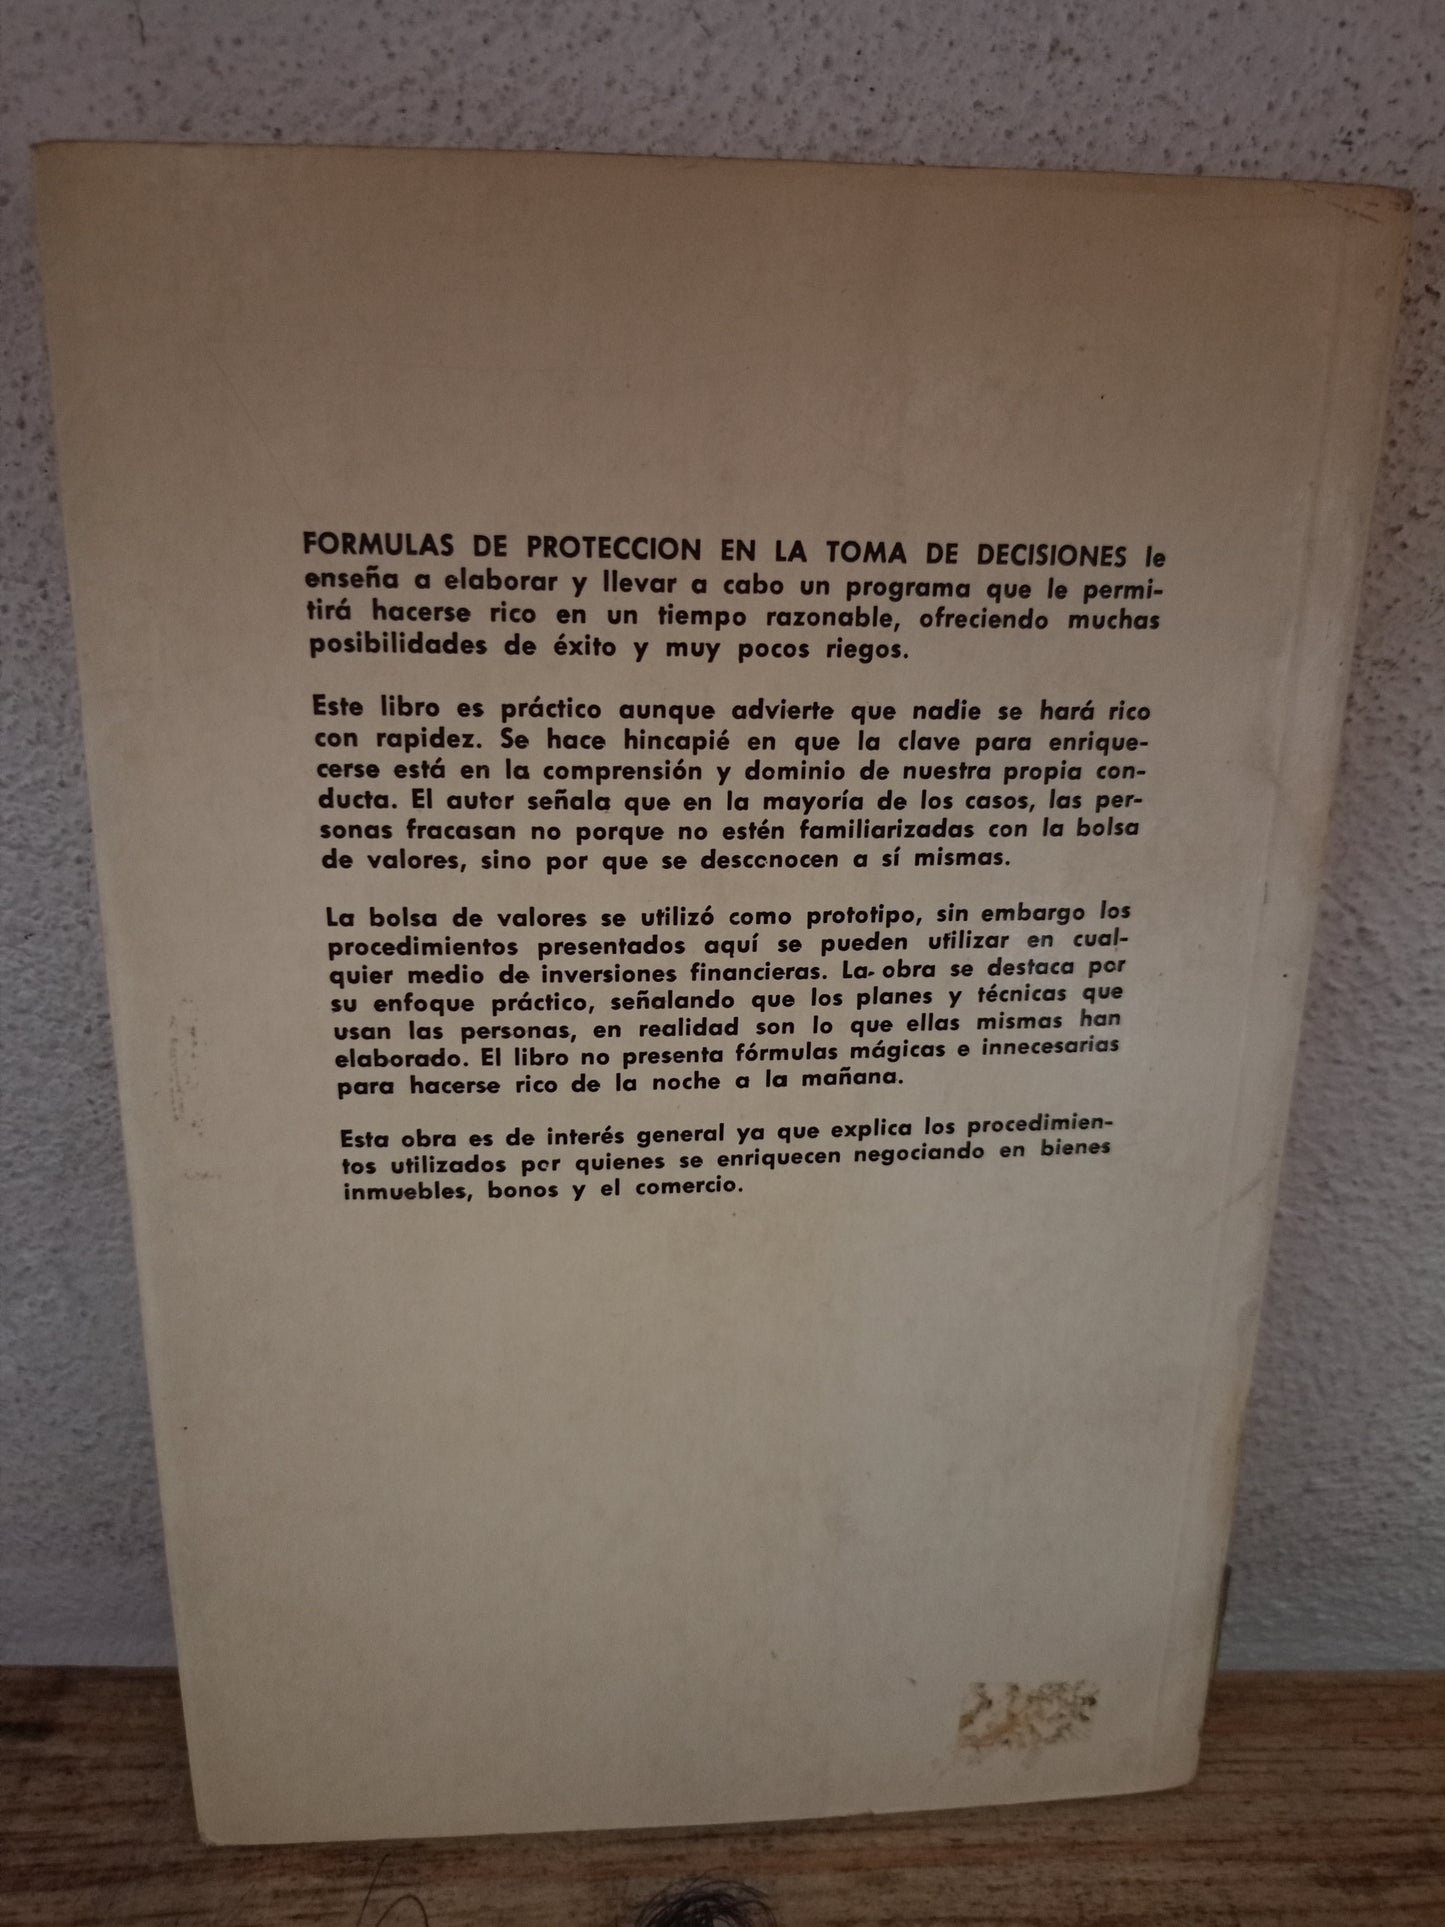 FORMULAS DE PROTECCION EN LA TOMA DE DECISIONES le
enseña a elaborar y llevar a cabo un programa que le permi-
tirá hacerse rico en un tiempo razonable, ofreciendo muchas
posibilidades de éxito y muy pocos riegos.
Este libro es práctico aunque advierte que nadie se hará rico
con rapidez. Se hace hincapié en que la clave para enrique-
cerse está en la comprensión y dominio de nuestra propia con-
ducta. El autor señala que en la mayoría de los casos, las per-
sonas fracasan no porque no estén familiarizadas con la bolsa
de valores, sino por que se desconocen a sí mismas.
La bolsa de valores se utilizó como prototipo, sin embargo los
procedimientos presentados aquí se pueden utilizar en cual-
quier medio de inversiones financieras. La obra se destaca por
su enfoque práctico, señalando que los planes y técnicas que
usan las personas, en realidad son lo que ellas mismas han
elaborado. El libro no presenta fórmulas mágicas e innecesarias
para hacerse rico de la noche a la mañana.
Esta obra es de interés general ya que explica los procedimien-
tos utilizados por quienes se enriquecen negociando en bienes
inmuebles, bonos y el comercio.